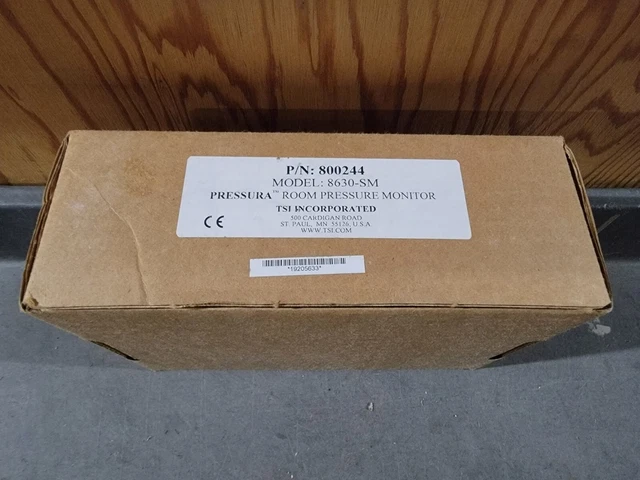 P/N: 800244
MODEL: 8630-SM
PRESSURA™ ROOM PRESSURE MONITOR
TSI INCORPORATED
500 CARDIGAN ROAD
ST. PAUL, MN 55126, U.S.A.
WWW.TSI.COM
CE
*19205633*